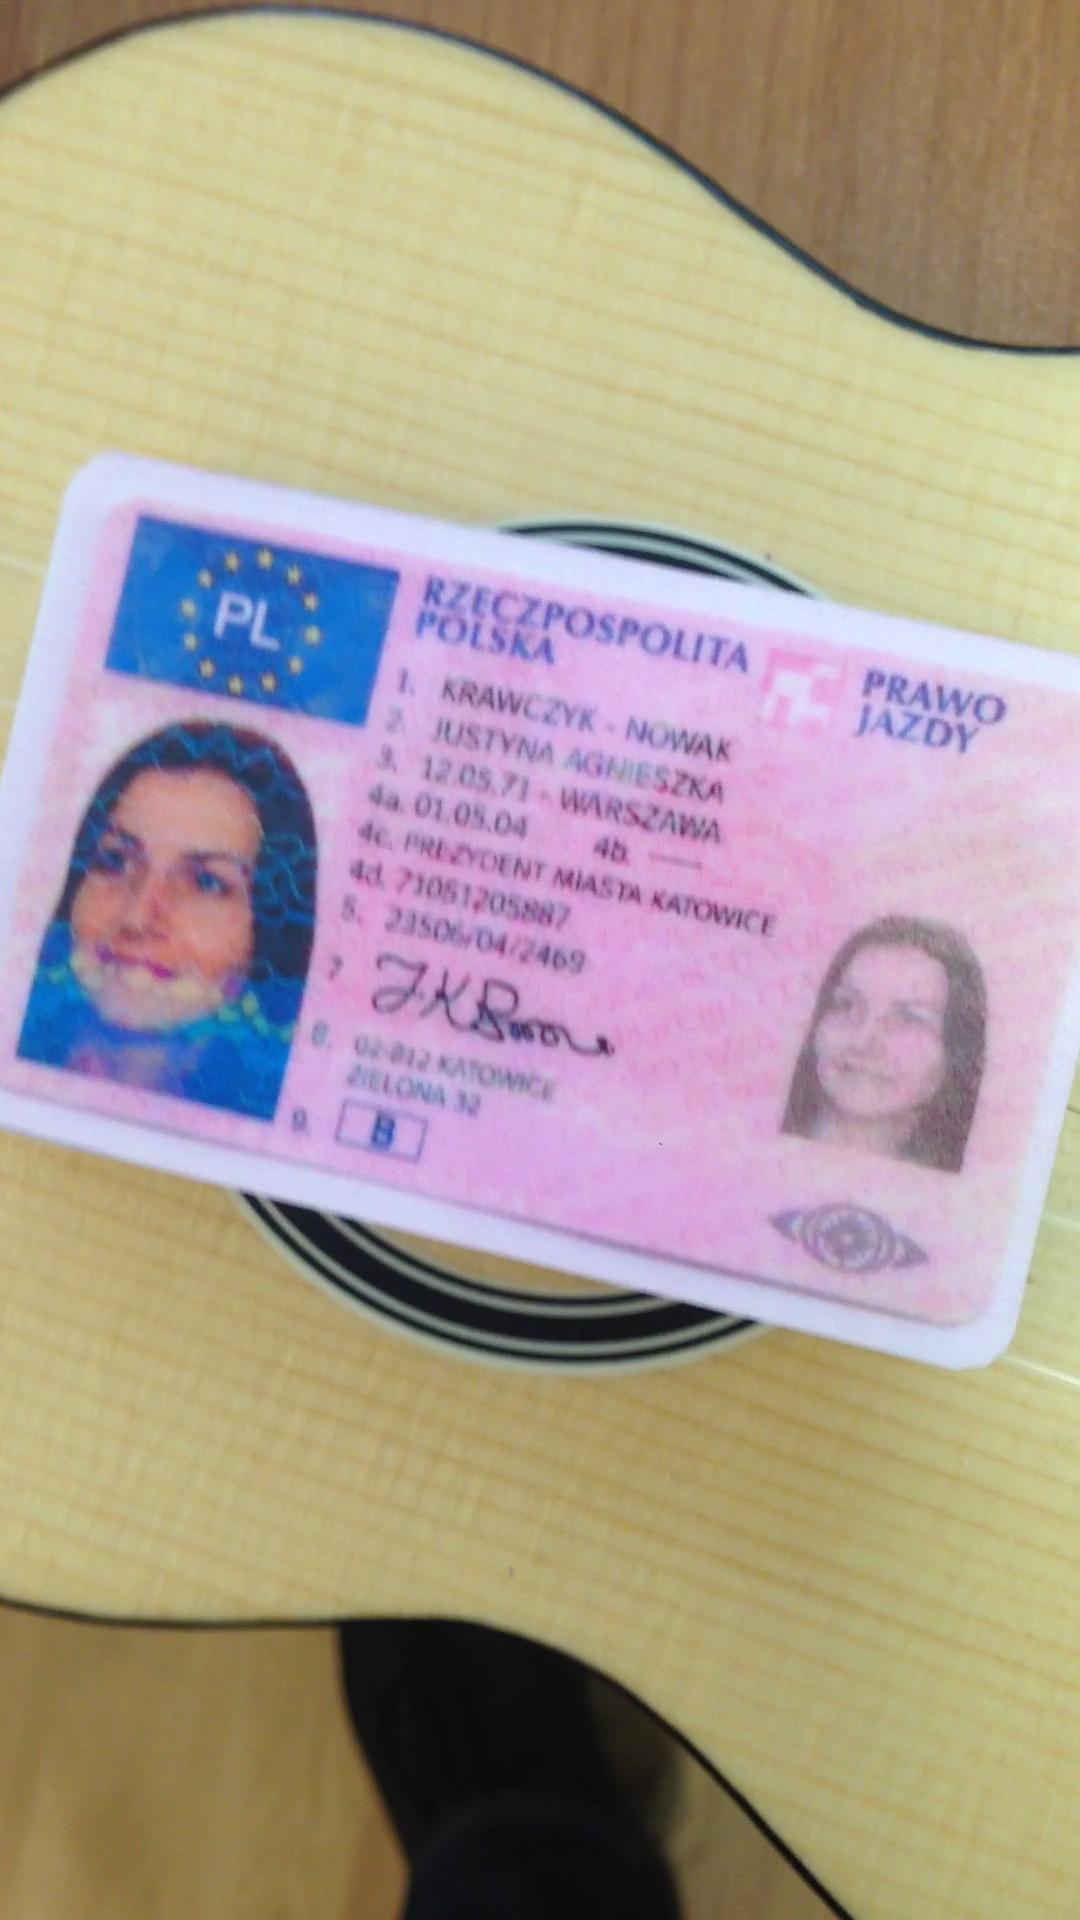 PL
RZECZPOSPOLITA
POLSKA
PRAWO
JAZDY
1. KRAWCZYK - NOWAK
2. JUSTYNA AGNIESZKA
3. 12.05.71 - WARSZAWA
4a. 01.05.04 4b. ——
4c. PREZYDENT MIASTA KATOWICE
4d. 71051205887
5. 23506/04/2469
7
8. 02-812 KATOWICE
ZIELONA 32
9. B